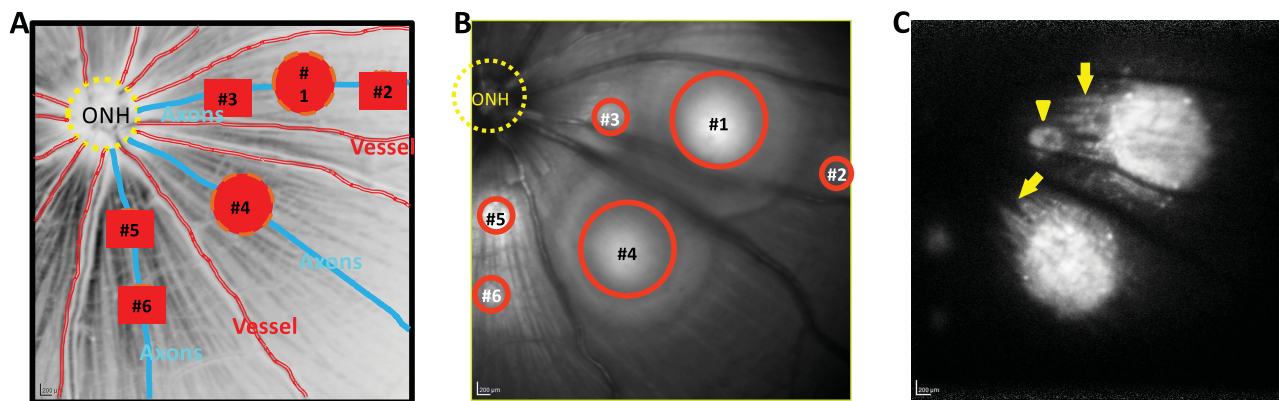 A
ONH
#3
Axons
#
1
#2
Vessel
#4
#5
Axons
#6
Vessel
Axons
200 µm
B
ONH
#3
#1
#2
#5
#4
#6
200 µm
C
200 µm